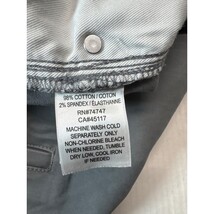 98% COTTON/COTON
2% SPANDEX/ÉLASTHANNE
RN#74747
CA#45117
MACHINE WASH COLD
SEPARATELY ONLY
NON-CHLORINE BLEACH
WHEN NEEDED, TUMBLE
DRY LOW, COOL IRON
IF NEEDED